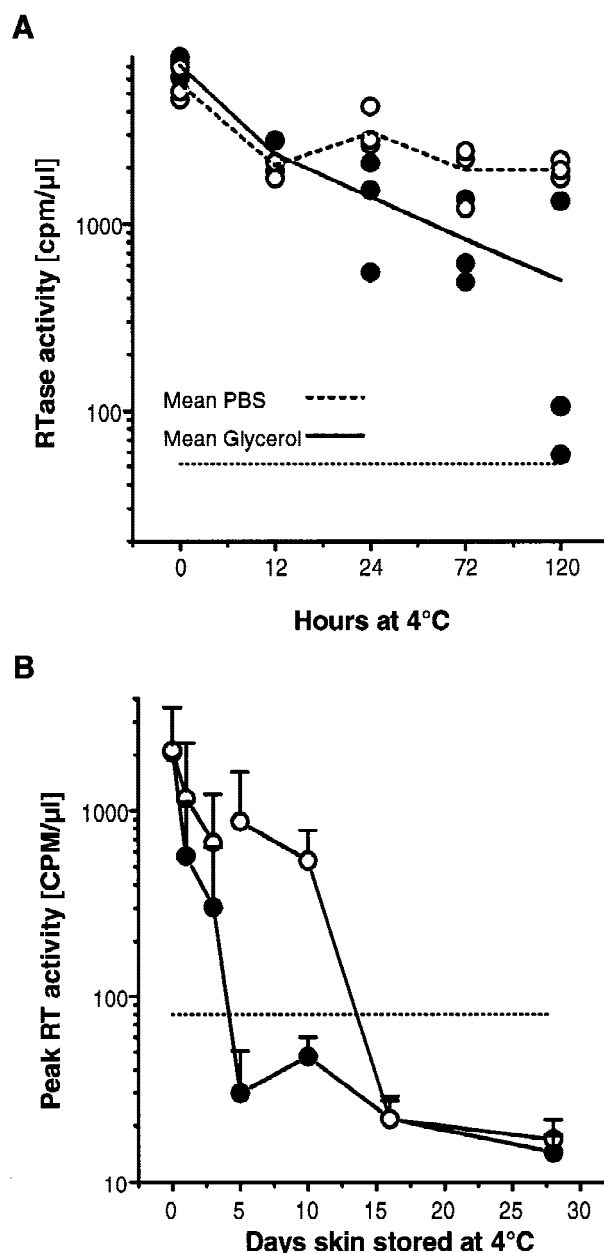 A
RTase activity [cpm/µl]
1000
100
Mean PBS
Mean Glycerol
0 12 24 72 120
Hours at 4°C
B
Peak RT activity [CPM/µl]
1000
100
10
0 5 10 15 20 25 30
Days skin stored at 4°C